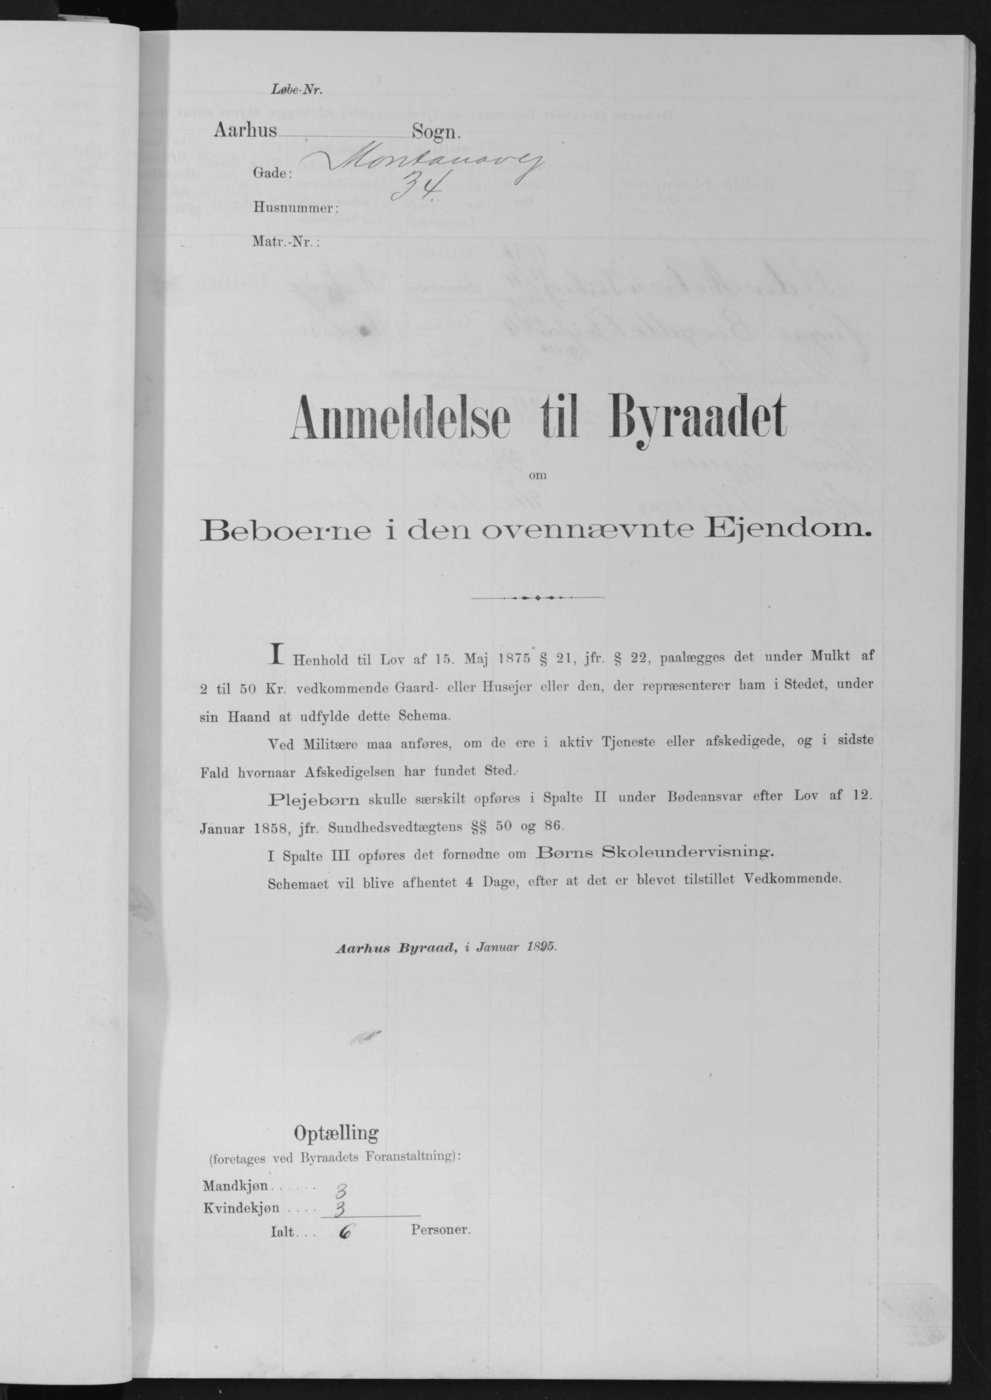 Løbe-Nr.
Aarhus Sogn.
Gade: Montanavej
34.
Husnummer:
Matr.-Nr.:
Anmeldelse til Byraadet
om
Beboerne i den ovennævnte Ejendom.
I Henhold til Lov af 15. Maj 1875 § 21, jfr. § 22, paalægges det under Mulkt af
2 til 50 Kr. vedkommende Gaard- eller Husejer eller den, der repræsenterer ham i Stedet, under
sin Haand at udfylde dette Schema.
Ved Militære maa anføres, om de ere i aktiv Tjeneste eller afskedigede, og i sidste
Fald hvornaar Afskedigelsen har fundet Sted.
Plejebørn skulle særskilt opføres i Spalte II under Bødeansvar efter Lov af 12.
Januar 1858, jfr. Sundhedsvedtægtens §§ 50 og 86.
I Spalte III opføres det fornødne om Børns Skoleundervisning.
Schemaet vil blive afhentet 4 Dage, efter at det er blevet tilstillet Vedkommende.
Aarhus Byraad, i Januar 1895.
Optælling
(foretages ved Byraadets Foranstaltning):
Mandkjøn...... 3
Kvindekjøn .... 3
Ialt... 6 Personer.